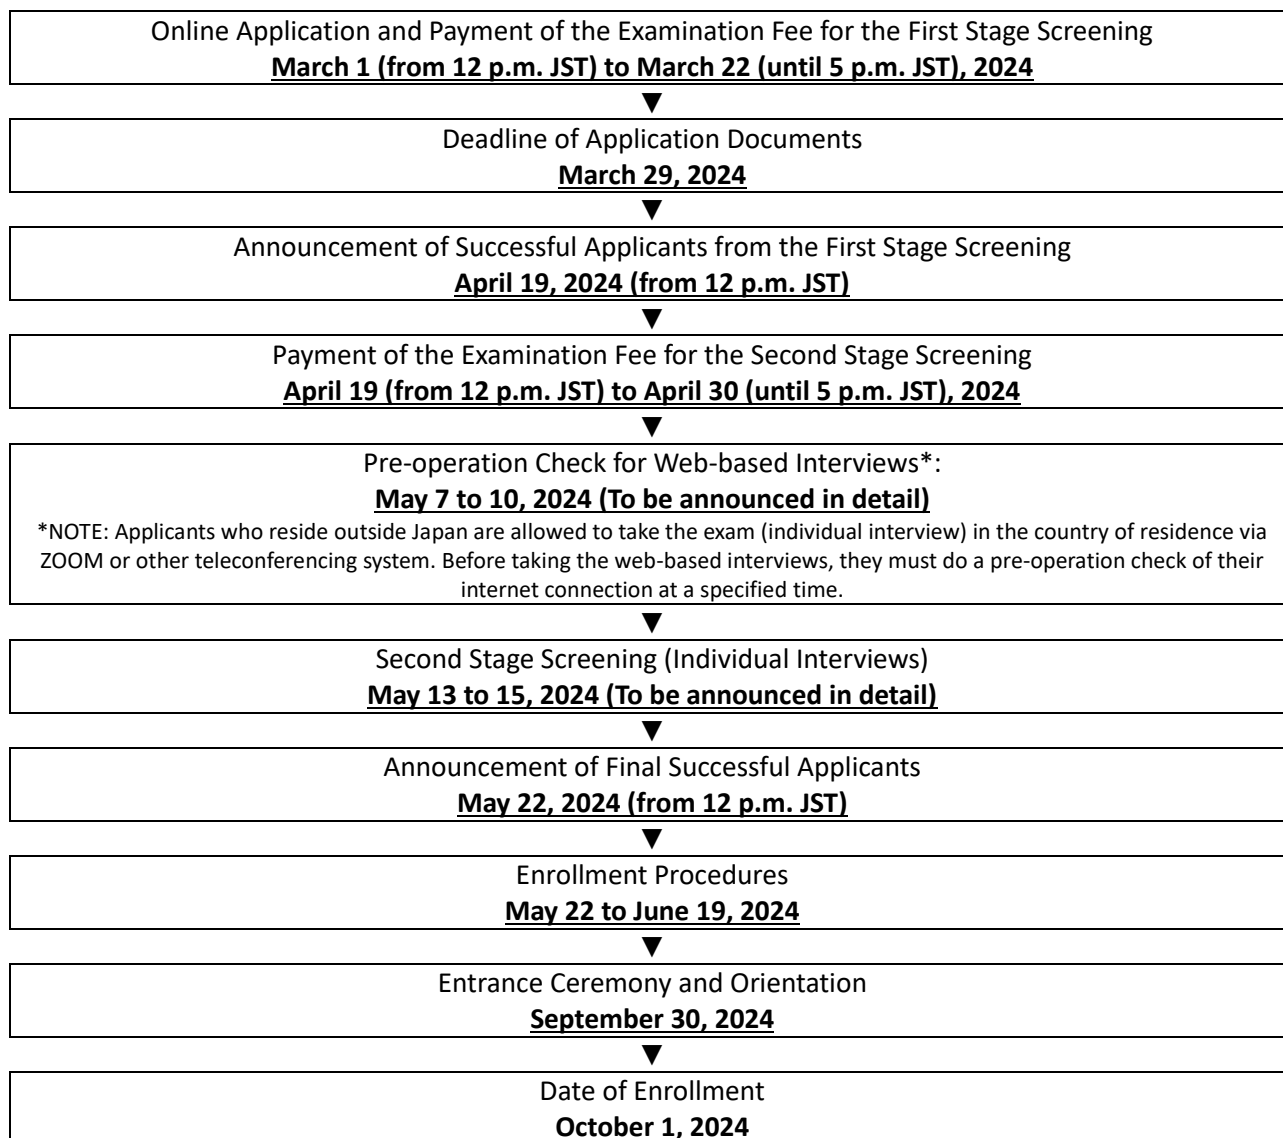 Online Application and Payment of the Examination Fee for the First Stage Screening
March 1 (from 12 p.m. JST) to March 22 (until 5 p.m. JST), 2024
▼
Deadline of Application Documents
March 29, 2024
▼
Announcement of Successful Applicants from the First Stage Screening
April 19, 2024 (from 12 p.m. JST)
▼
Payment of the Examination Fee for the Second Stage Screening
April 19 (from 12 p.m. JST) to April 30 (until 5 p.m. JST), 2024
▼
Pre-operation Check for Web-based Interviews*:
May 7 to 10, 2024 (To be announced in detail)
*NOTE: Applicants who reside outside Japan are allowed to take the exam (individual interview) in the country of residence via
ZOOM or other teleconferencing system. Before taking the web-based interviews, they must do a pre-operation check of their
internet connection at a specified time.
▼
Second Stage Screening (Individual Interviews)
May 13 to 15, 2024 (To be announced in detail)
▼
Announcement of Final Successful Applicants
May 22, 2024 (from 12 p.m. JST)
▼
Enrollment Procedures
May 22 to June 19, 2024
▼
Entrance Ceremony and Orientation
September 30, 2024
▼
Date of Enrollment
October 1, 2024